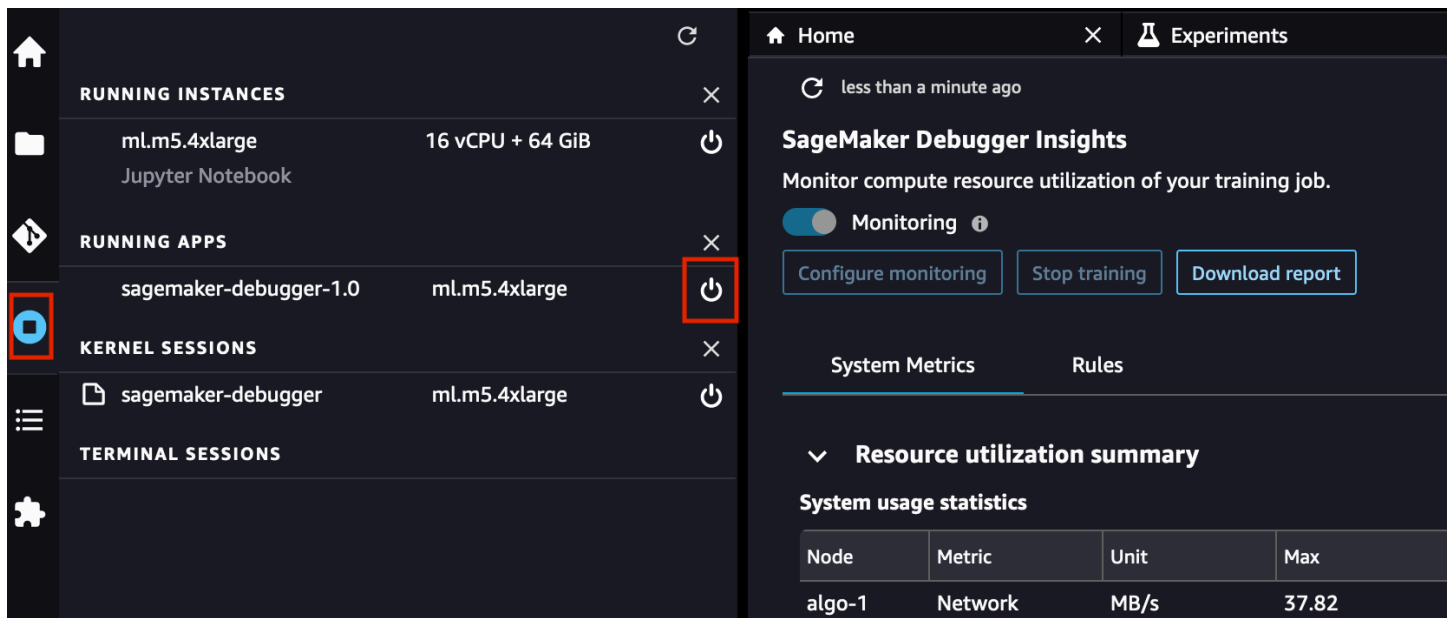 RUNNING INSTANCES
ml.m5.4xlarge 16 vCPU + 64 GiB
Jupyter Notebook
RUNNING APPS
sagemaker-debugger-1.0 ml.m5.4xlarge
KERNEL SESSIONS
sagemaker-debugger ml.m5.4xlarge
TERMINAL SESSIONS
Home Experiments
less than a minute ago
SageMaker Debugger Insights
Monitor compute resource utilization of your training job.
Monitoring
Configure monitoring Stop training Download report
System Metrics Rules
Resource utilization summary
System usage statistics
Node Metric Unit Max
algo-1 Network MB/s 37.82